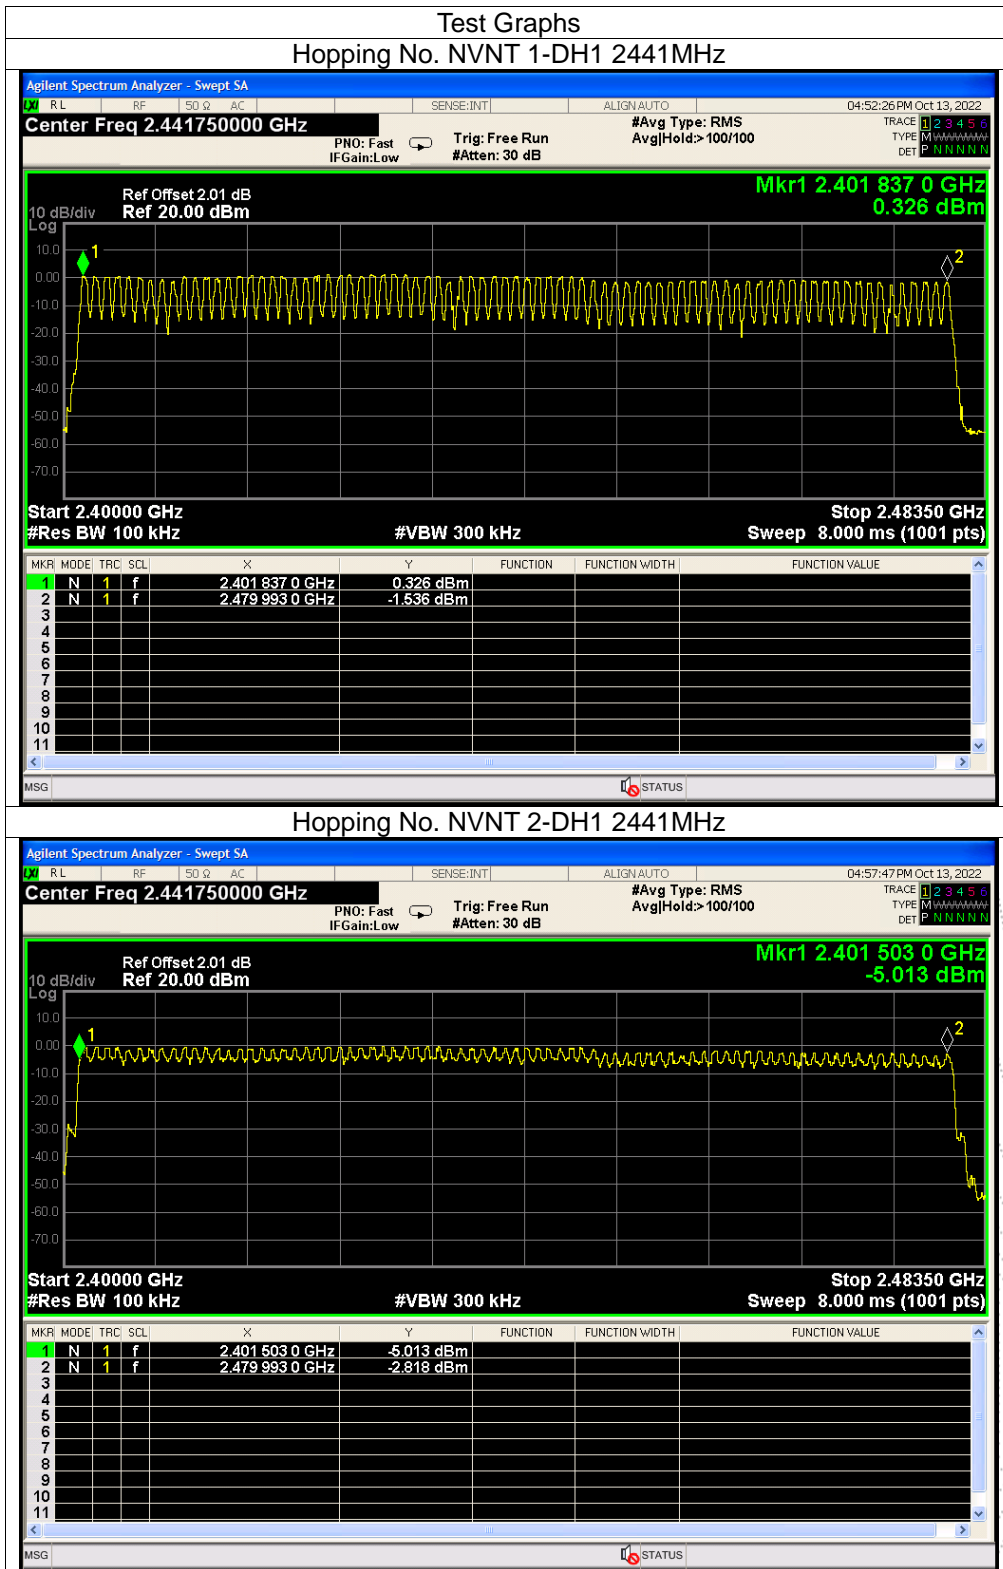 Test Graphs
Hopping No. NVNT 1-DH1 2441MHz
Agilent Spectrum Analyzer - Swept SA
LXI RL RF 50 Ω AC SENSE:INT ALIGN AUTO 04:52:26 PM Oct 13, 2022
Center Freq 2.441750000 GHz #Avg Type: RMS TRACE 1 2 3 4 5 6
PNO: Fast Trig: Free Run Avg|Hold:> 100/100 TYPE M
IFGain:Low #Atten: 30 dB DET P N N N N N
Mkr1 2.401 837 0 GHz
Ref Offset 2.01 dB
10 dB/div Ref 20.00 dBm 0.326 dBm
Log
10.0
1
2
0.00
-10.0
-20.0
-30.0
-40.0
-50.0
-60.0
-70.0
Start 2.40000 GHz Stop 2.48350 GHz
#Res BW 100 kHz #VBW 300 kHz Sweep 8.000 ms (1001 pts)
MKR MODE TRC SCL X Y FUNCTION FUNCTION WIDTH FUNCTION VALUE
1 N 1 f 2.401 837 0 GHz 0.326 dBm
2 N 1 f 2.479 993 0 GHz -1.536 dBm
3
4
5
6
7
8
9
10
11
MSG STATUS
Hopping No. NVNT 2-DH1 2441MHz
Agilent Spectrum Analyzer - Swept SA
LXI RL RF 50 Ω AC SENSE:INT ALIGN AUTO 04:57:47 PM Oct 13, 2022
Center Freq 2.441750000 GHz #Avg Type: RMS TRACE 1 2 3 4 5 6
PNO: Fast Trig: Free Run Avg|Hold:> 100/100 TYPE M
IFGain:Low #Atten: 30 dB DET P N N N N N
Mkr1 2.401 503 0 GHz
Ref Offset 2.01 dB
10 dB/div Ref 20.00 dBm -5.013 dBm
Log
10.0
1
2
0.00
-10.0
-20.0
-30.0
-40.0
-50.0
-60.0
-70.0
Start 2.40000 GHz Stop 2.48350 GHz
#Res BW 100 kHz #VBW 300 kHz Sweep 8.000 ms (1001 pts)
MKR MODE TRC SCL X Y FUNCTION FUNCTION WIDTH FUNCTION VALUE
1 N 1 f 2.401 503 0 GHz -5.013 dBm
2 N 1 f 2.479 993 0 GHz -2.818 dBm
3
4
5
6
7
8
9
10
11
MSG STATUS